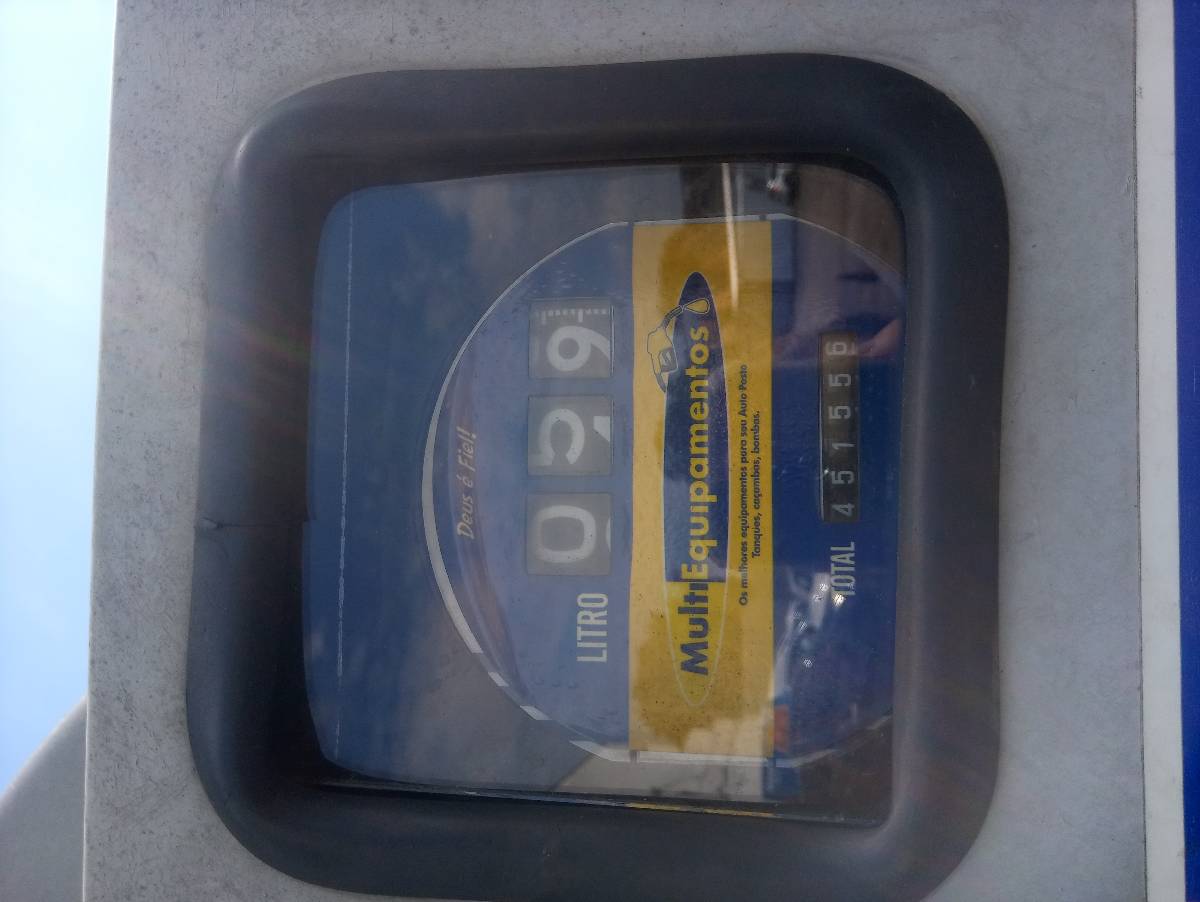 Deus é Fiel!
LITRO 0 5 9
MultiEquipamentos
Os melhores equipamentos para seu Auto Posto
Tanques, caçambas, bombas.
TOTAL 4 5 1 5 5 6